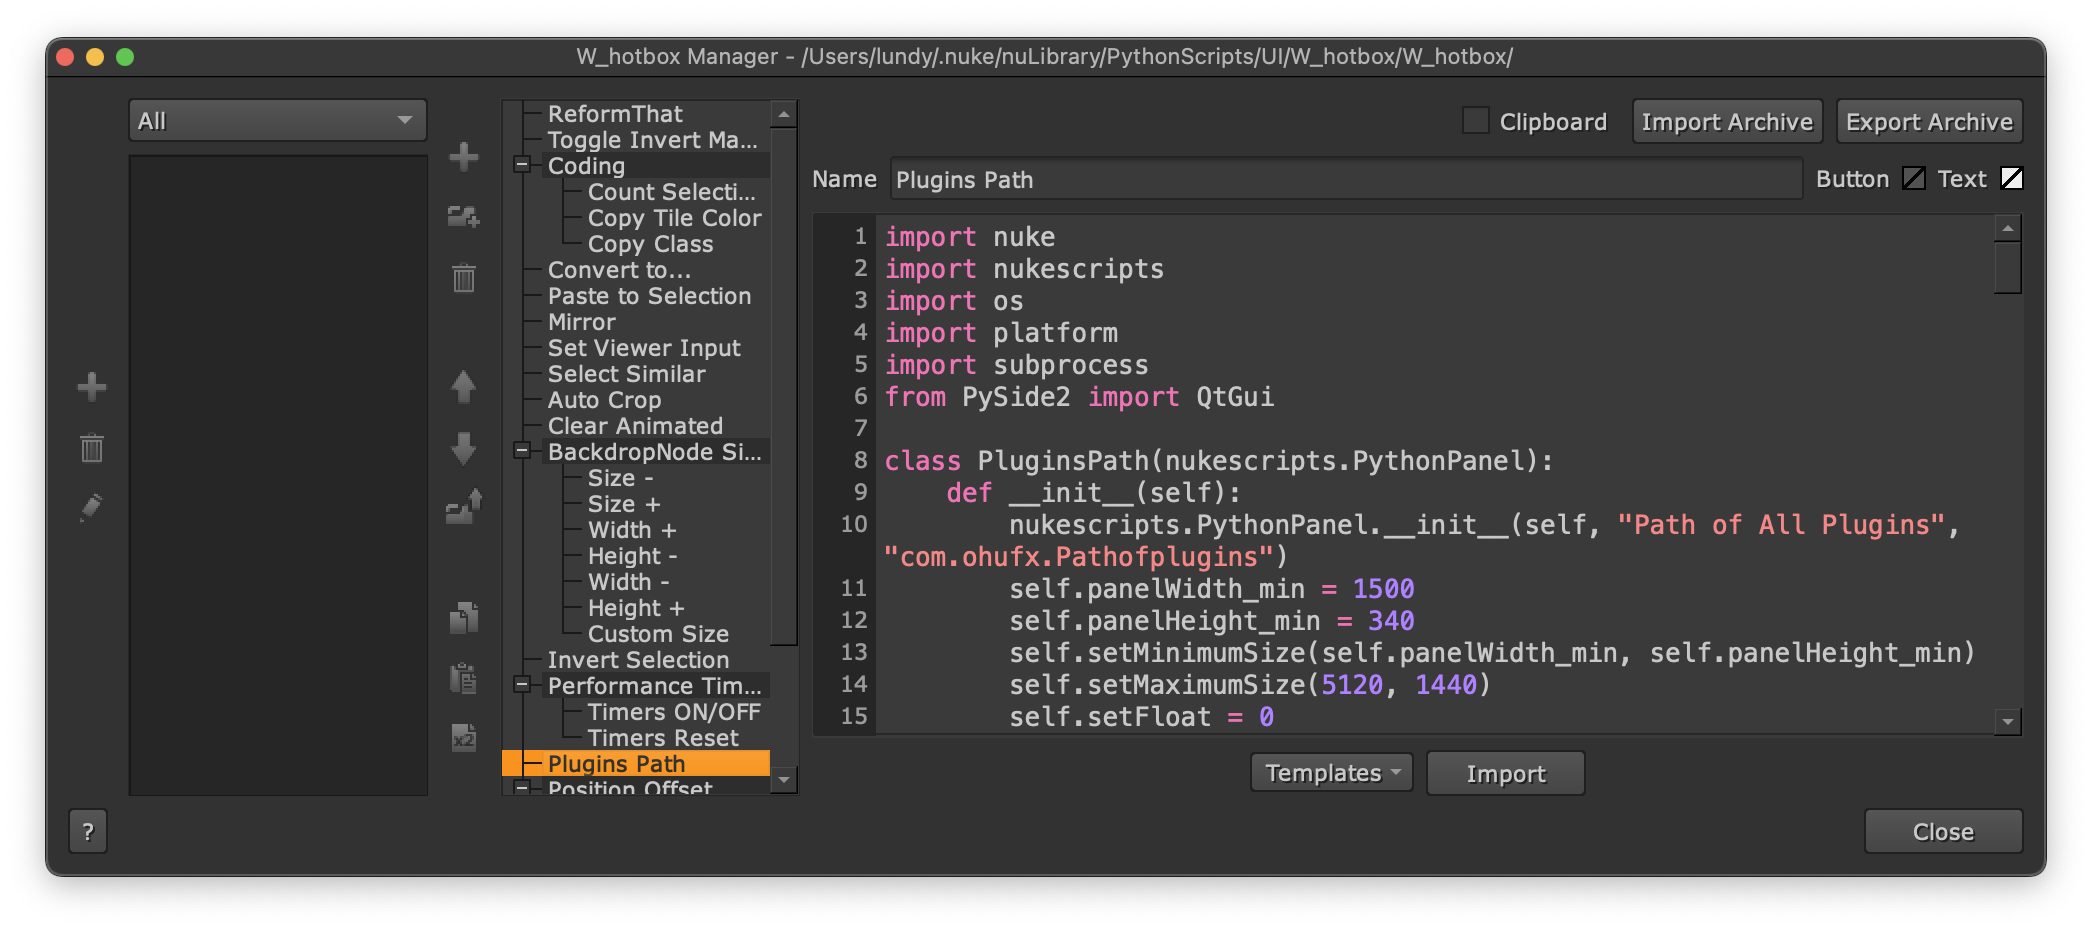 W_hotbox Manager - /Users/lundy/.nuke/nuLibrary/PythonScripts/UI/W_hotbox/W_hotbox/
All
ReformThat
Toggle Invert Ma...
Coding
Count Selecti...
Copy Tile Color
Copy Class
Convert to...
Paste to Selection
Mirror
Set Viewer Input
Select Similar
Auto Crop
Clear Animated
BackdropNode Si...
Size -
Size +
Width +
Height -
Width -
Height +
Custom Size
Invert Selection
Performance Tim...
Timers ON/OFF
Timers Reset
Plugins Path
Position Offset
x2
?
Clipboard
Import Archive
Export Archive
Name
Plugins Path
Button
Text
1 import nuke
2 import nukescripts
3 import os
4 import platform
5 import subprocess
6 from PySide2 import QtGui
7
8 class PluginsPath(nukescripts.PythonPanel):
9     def __init__(self):
10         nukescripts.PythonPanel.__init__(self, "Path of All Plugins",
"com.ohufx.Pathofplugins")
11         self.panelWidth_min = 1500
12         self.panelHeight_min = 340
13         self.setMinimumSize(self.panelWidth_min, self.panelHeight_min)
14         self.setMaximumSize(5120, 1440)
15         self.setFloat = 0
Templates
Import
Close